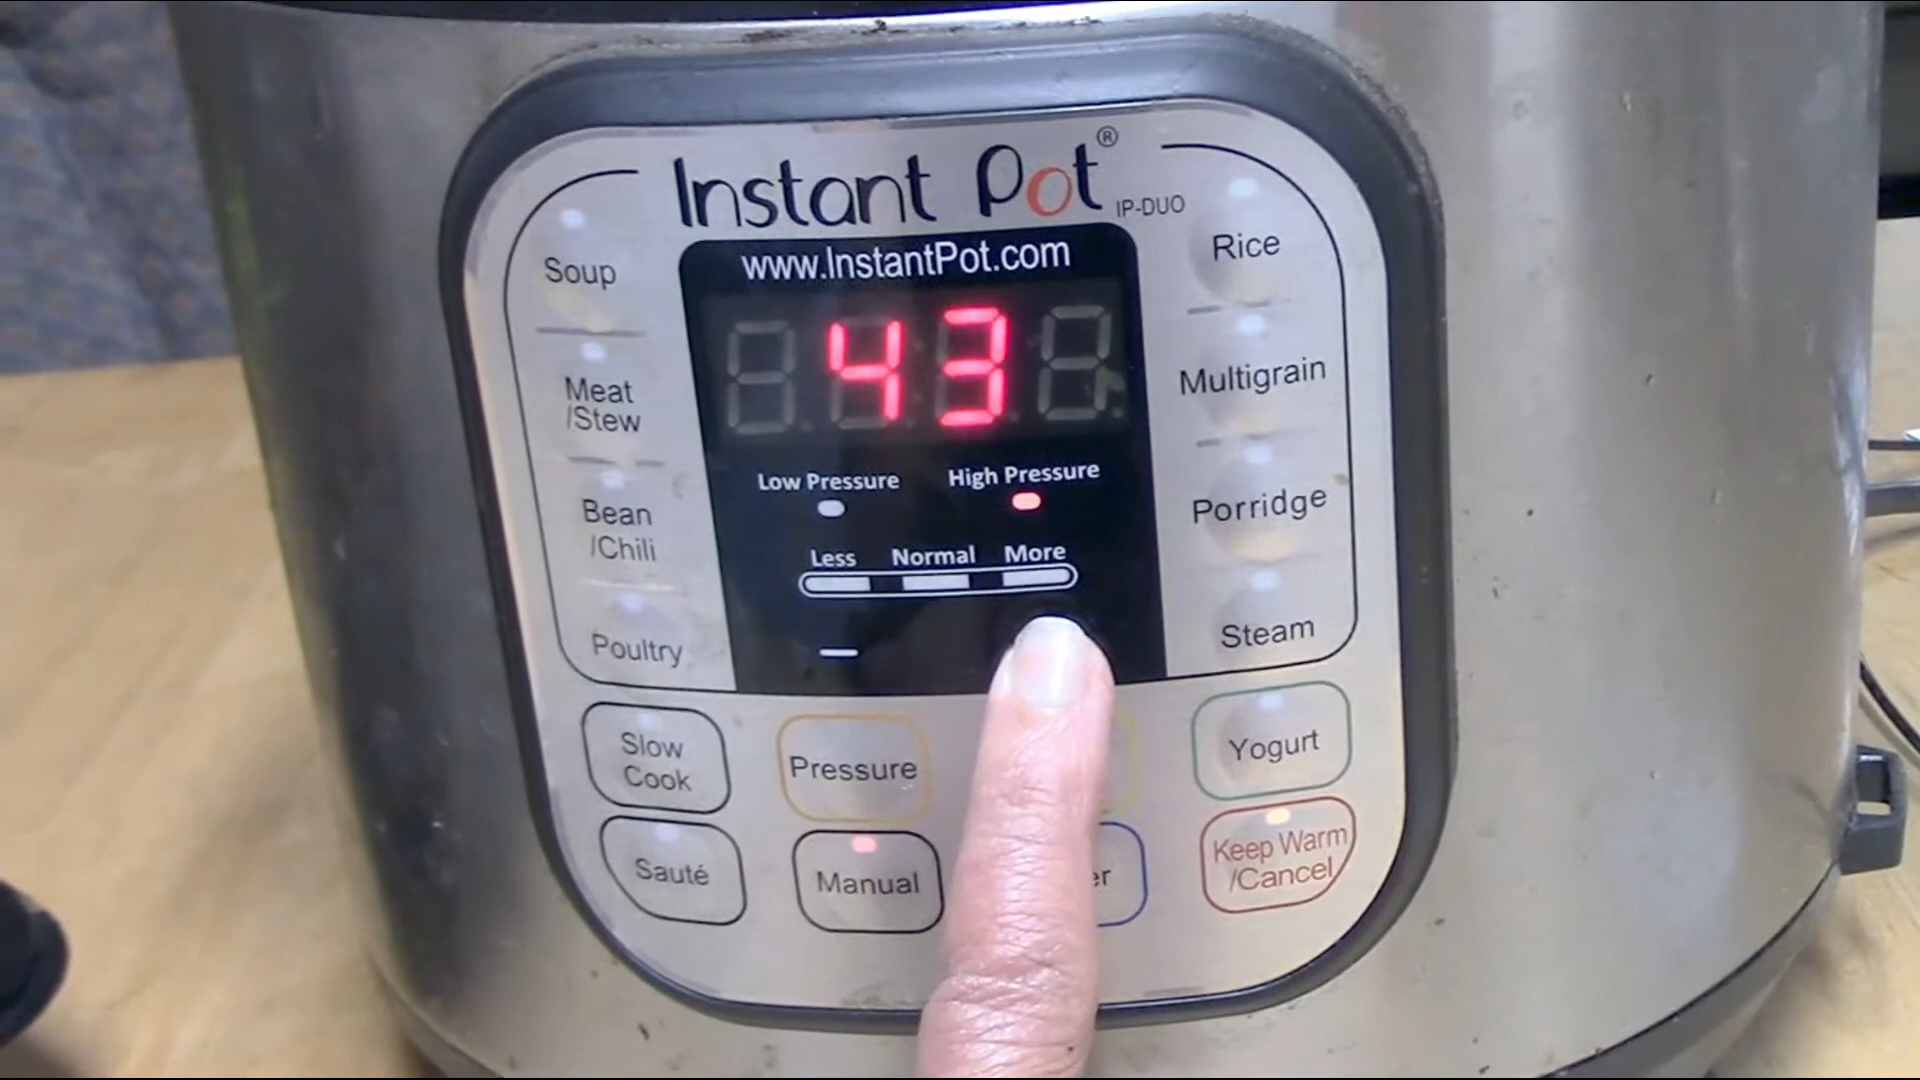 Instant Pot®
IP-DUO
www.InstantPot.com
43
Low Pressure
High Pressure
Less
Normal
More
−
Soup
Meat
/Stew
Bean
/Chili
Poultry
Rice
Multigrain
Porridge
Steam
Slow
Cook
Pressure
Yogurt
Sauté
Manual
er
Keep Warm
/Cancel